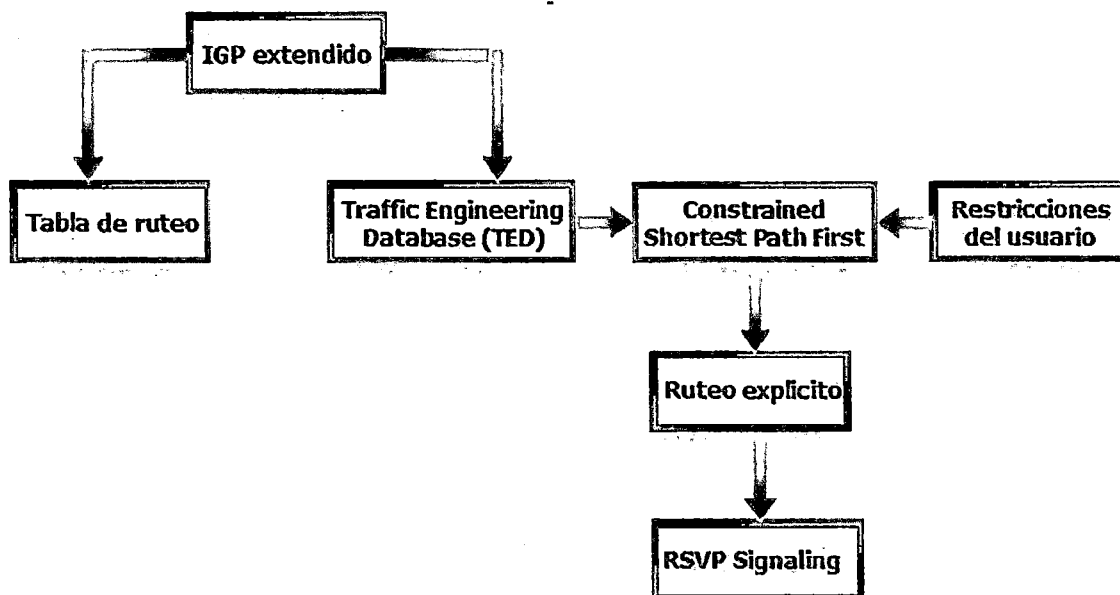 IGP extendido
Tabla de ruteo
Traffic Engineering
Database (TED)
Constrained
Shortest Path First
Restricciones
del usuario
Ruteo explícito
RSVP Signaling